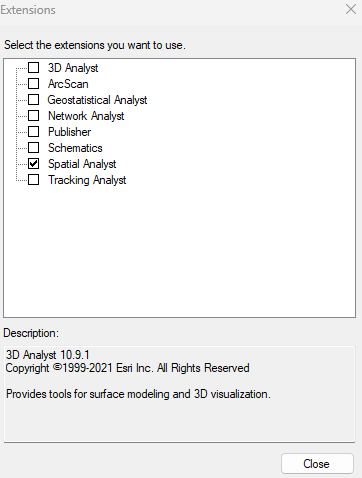 Extensions
Select the extensions you want to use.
3D Analyst
ArcScan
Geostatistical Analyst
Network Analyst
Publisher
Schematics
Spatial Analyst
Tracking Analyst
Description:
3D Analyst 10.9.1
Copyright ©1999-2021 Esri Inc. All Rights Reserved
Provides tools for surface modeling and 3D visualization.
Close